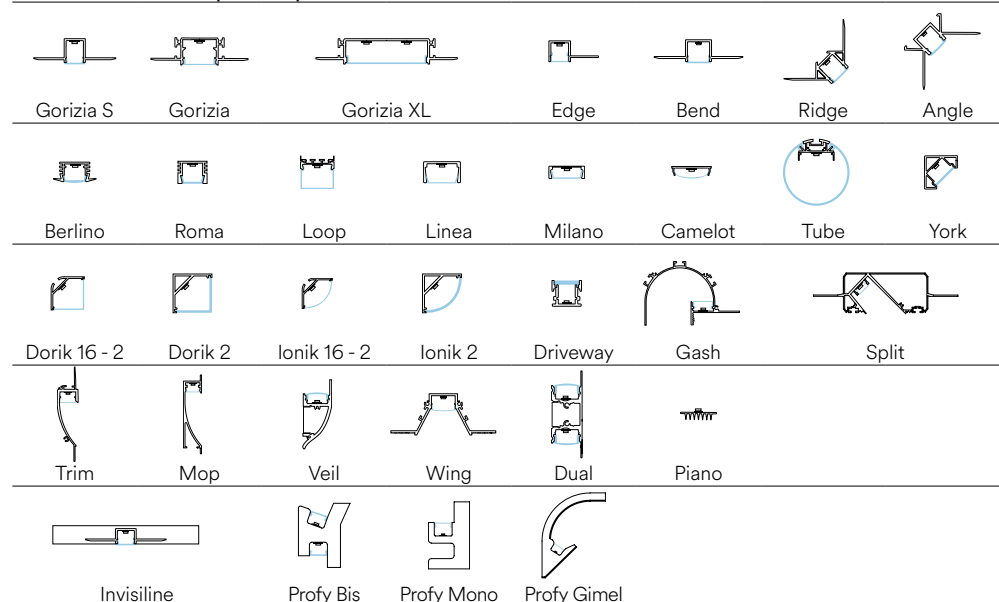 Gorizia S Gorizia Gorizia XL Edge Bend Ridge Angle
Berlino Roma Loop Linea Milano Camelot Tube York
Dorik 16 - 2 Dorik 2 Ionik 16 - 2 Ionik 2 Driveway Gash Split
Trim Mop Veil Wing Dual Piano
Invisiline Profy Bis Profy Mono Profy Gimel